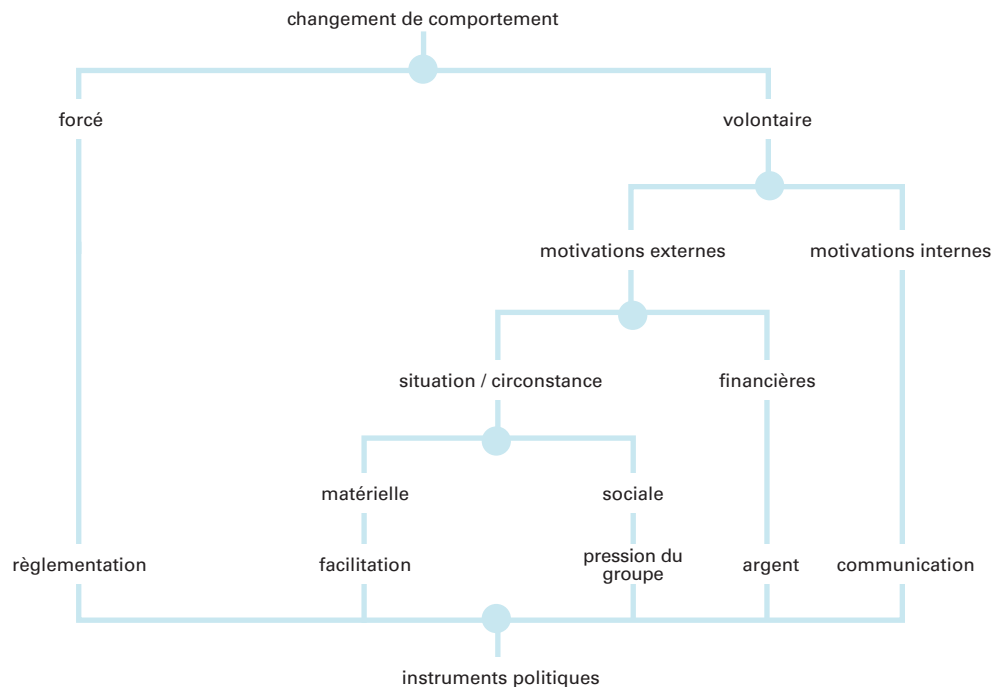 changement de comportement
forcé
volontaire
motivations externes
motivations internes
situation / circonstance
financières
matérielle
sociale
règlementation
facilitation
pression du
groupe
argent
communication
instruments politiques